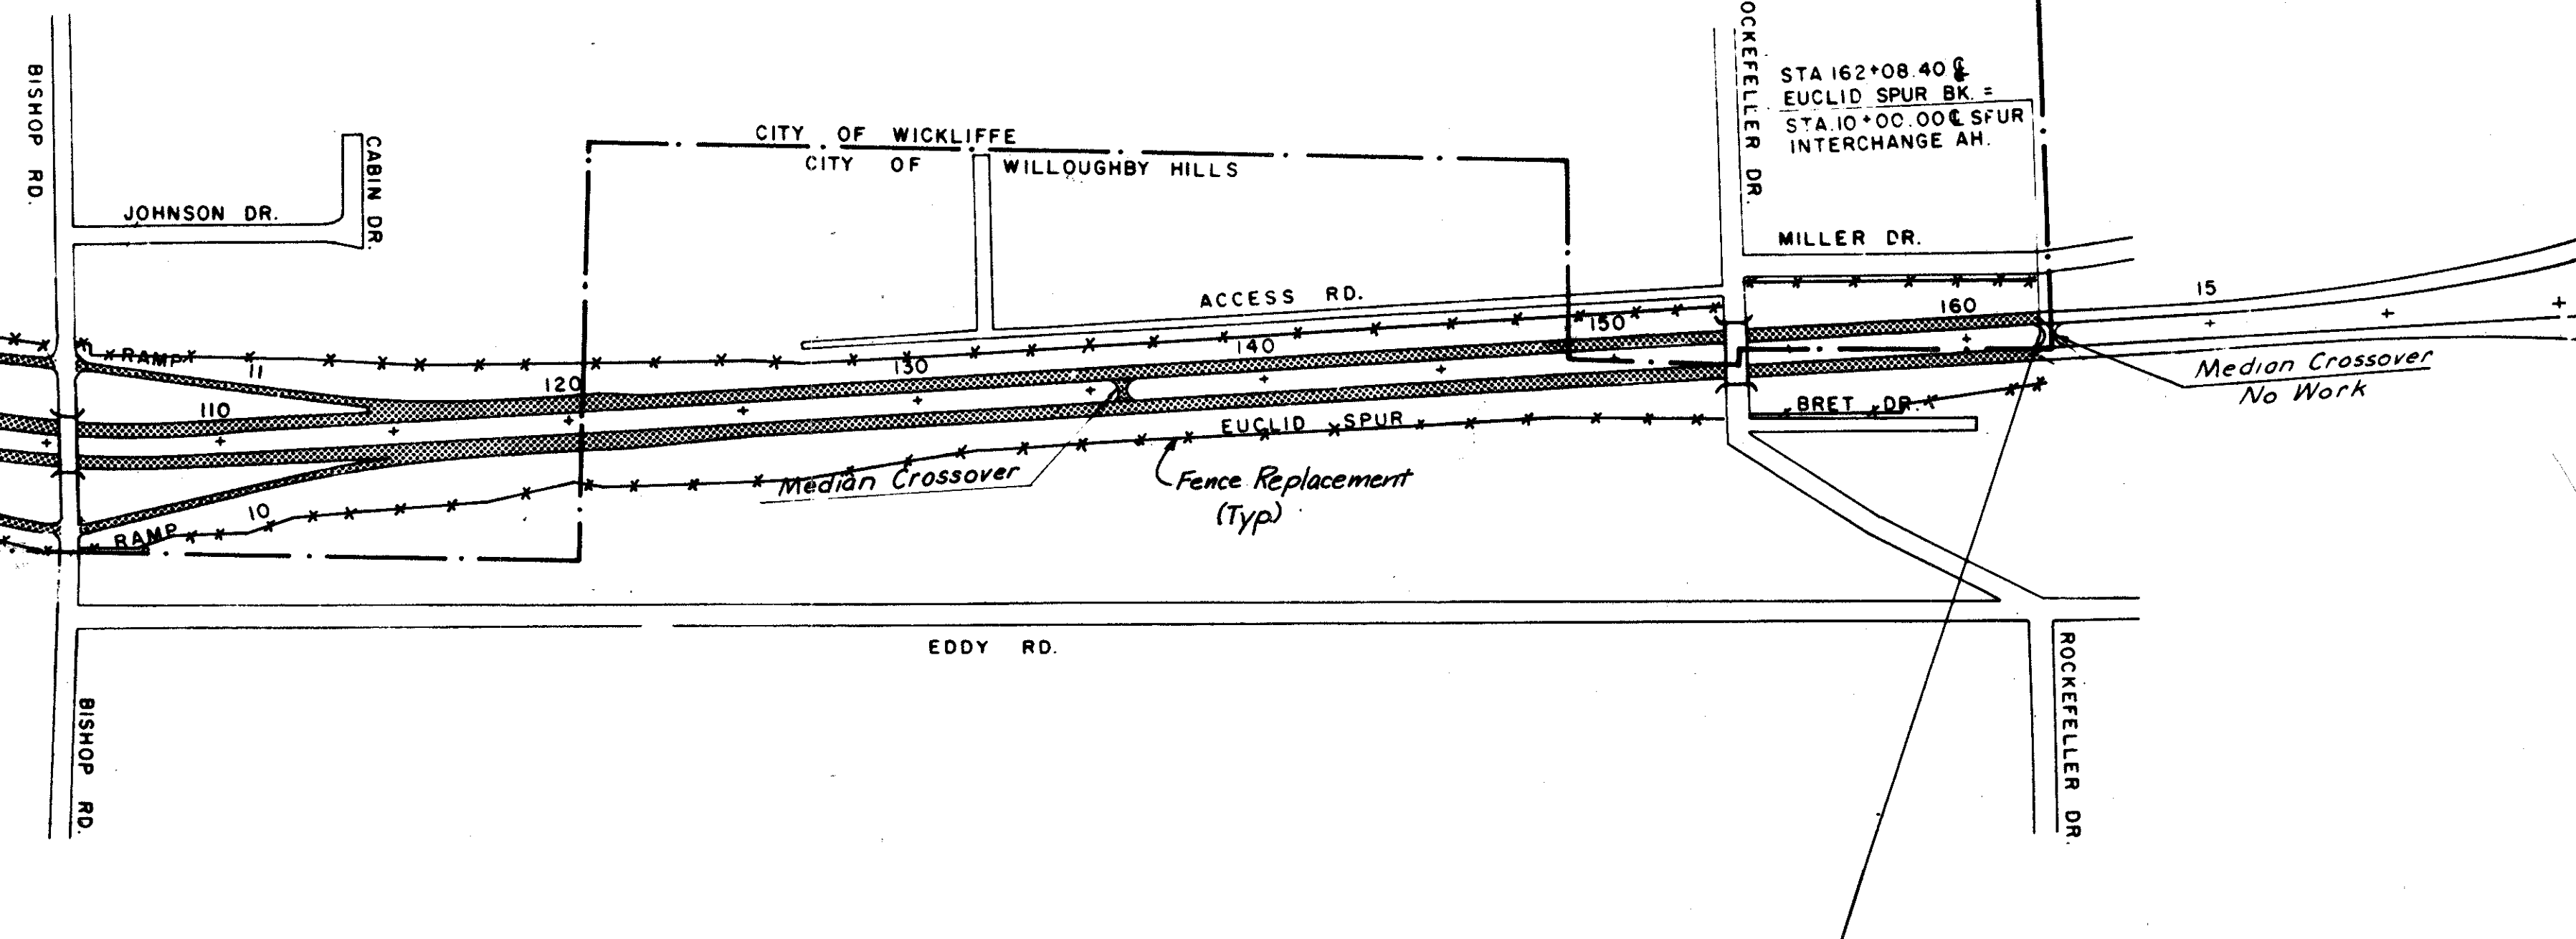 BISHOP RD.
JOHNSON DR.
CABIN DR.
CITY OF WICKLIFFE
CITY OF WILLOUGHBY HILLS
OCKEFELLER DR.
STA 162+08.40 ℄
EUCLID SPUR BK. =
STA.10+00.00 ℄ SPUR
INTERCHANGE AH.
MILLER DR.
ACCESS RD.
RAMP
11
110
120
130
140
150
160
15
Median Crossover
No Work
BRET DR.
EUCLID SPUR
Median Crossover
Fence Replacement
(Typ.)
RAMP
10
EDDY RD.
BISHOP RD.
ROCKEFELLER DR.